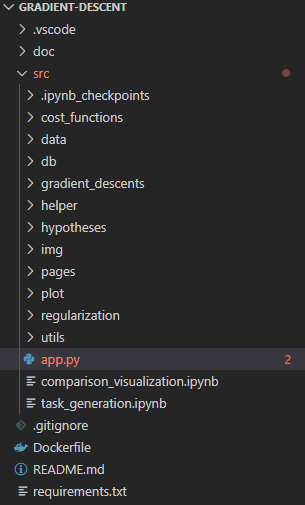 GRADIENT-DESCENT
.vscode
doc
src
.ipynb_checkpoints
cost_functions
data
db
gradient_descents
helper
hypotheses
img
pages
plot
regularization
utils
app.py 2
comparison_visualization.ipynb
task_generation.ipynb
.gitignore
Dockerfile
README.md
requirements.txt